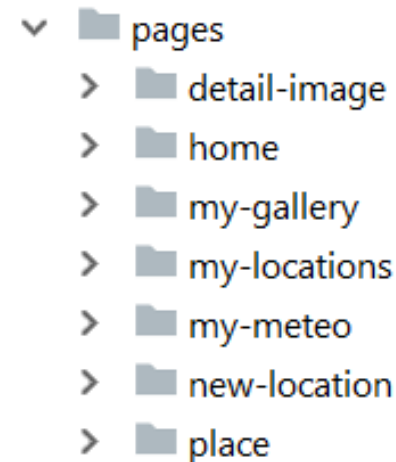 pages
detail-image
home
my-gallery
my-locations
my-meteo
new-location
place